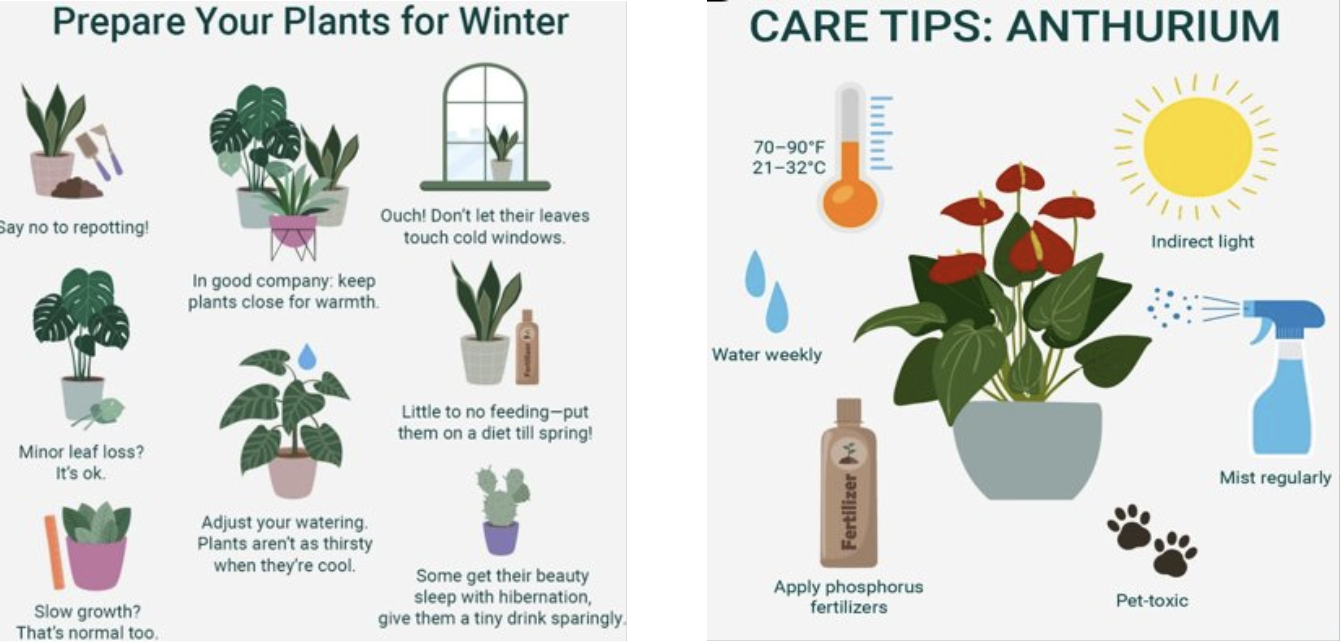 Prepare Your Plants for Winter
Say no to repotting!
In good company: keep
plants close for warmth.
Ouch! Don't let their leaves
touch cold windows.
Minor leaf loss?
It's ok.
Adjust your watering.
Plants aren't as thirsty
when they're cool.
Fertilizer
Little to no feeding—put
them on a diet till spring!
Slow growth?
That's normal too.
Some get their beauty
sleep with hibernation,
give them a tiny drink sparingly.
CARE TIPS: ANTHURIUM
70–90°F
21–32°C
Indirect light
Water weekly
Mist regularly
Fertilizer
Apply phosphorus
fertilizers
Pet-toxic